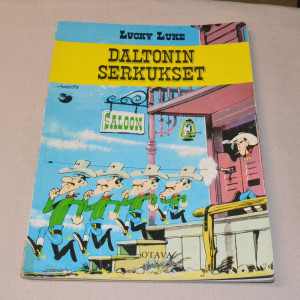 LUCKY LUKE
DALTONIN
SERKUKSET
SALOON
OTAVA